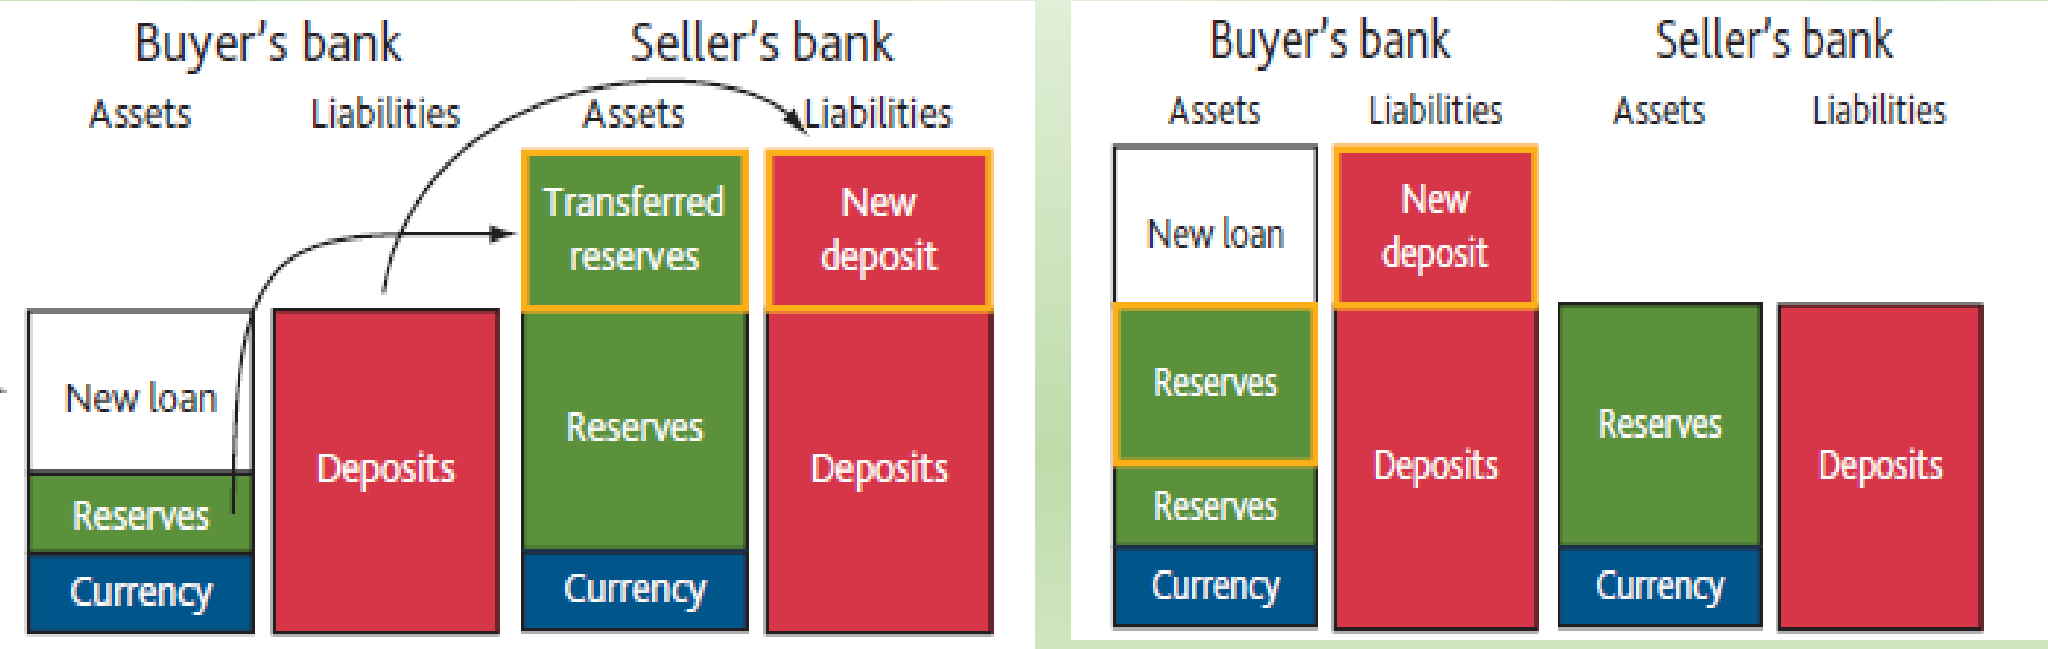 Buyer's bank
Seller's bank
Assets
Liabilities
Assets
Liabilities
Transferred
reserves
New
deposit
New loan
Reserves
Currency
Deposits
Reserves
Currency
Deposits
Buyer's bank
Seller's bank
Assets
Liabilities
Assets
Liabilities
New loan
New
deposit
Reserves
Reserves
Currency
Deposits
Reserves
Currency
Deposits